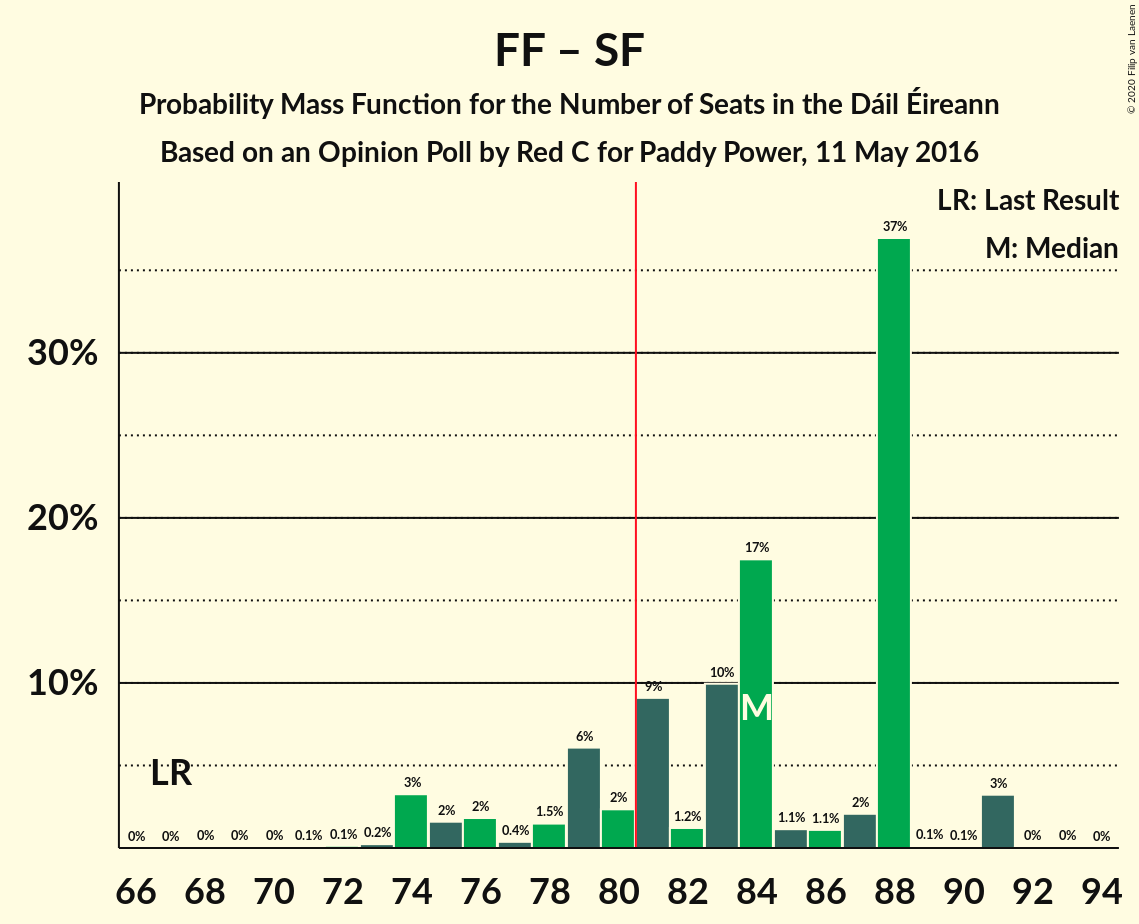 FF – SF
Probability Mass Function for the Number of Seats in the Dáil Éireann
Based on an Opinion Poll by Red C for Paddy Power, 11 May 2016
© 2020 Filip van Laenen
LR: Last Result
M: Median
30%
20%
10%
LR
M
0% 0% 0% 0% 0% 0.1% 0.1% 0.2% 3% 2% 2% 0.4% 1.5% 6% 2% 9% 1.2% 10% 17% 1.1% 1.1% 2% 37% 0.1% 0.1% 3% 0% 0% 0%
66 68 70 72 74 76 78 80 82 84 86 88 90 92 94